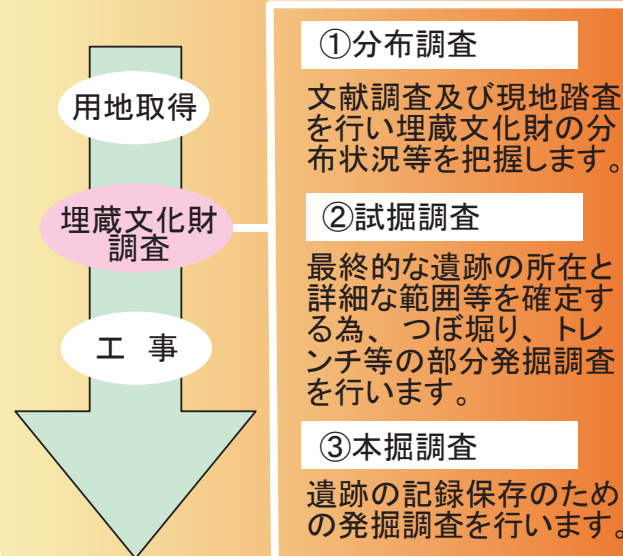 用地取得
埋蔵文化財
調査
工 事
①分布調査
文献調査及び現地踏査
を行い埋蔵文化財の分
布状況等を把握します。
②試掘調査
最終的な遺跡の所在と
詳細な範囲等を確定す
る為、つぼ堀り、トレ
ンチ等の部分発掘調査
を行います。
③本掘調査
遺跡の記録保存のため
の発掘調査を行います。